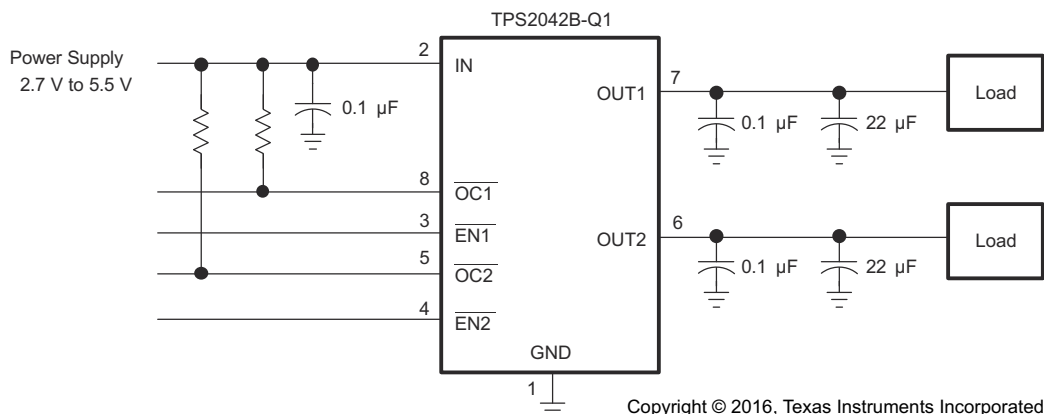 TPS2042B-Q1
Power Supply
2.7 V to 5.5 V
2
IN
0.1 µF
8
OC1
3
EN1
5
OC2
4
EN2
GND
1
7
OUT1
0.1 µF
22 µF
Load
6
OUT2
0.1 µF
22 µF
Load
Copyright © 2016, Texas Instruments Incorporated